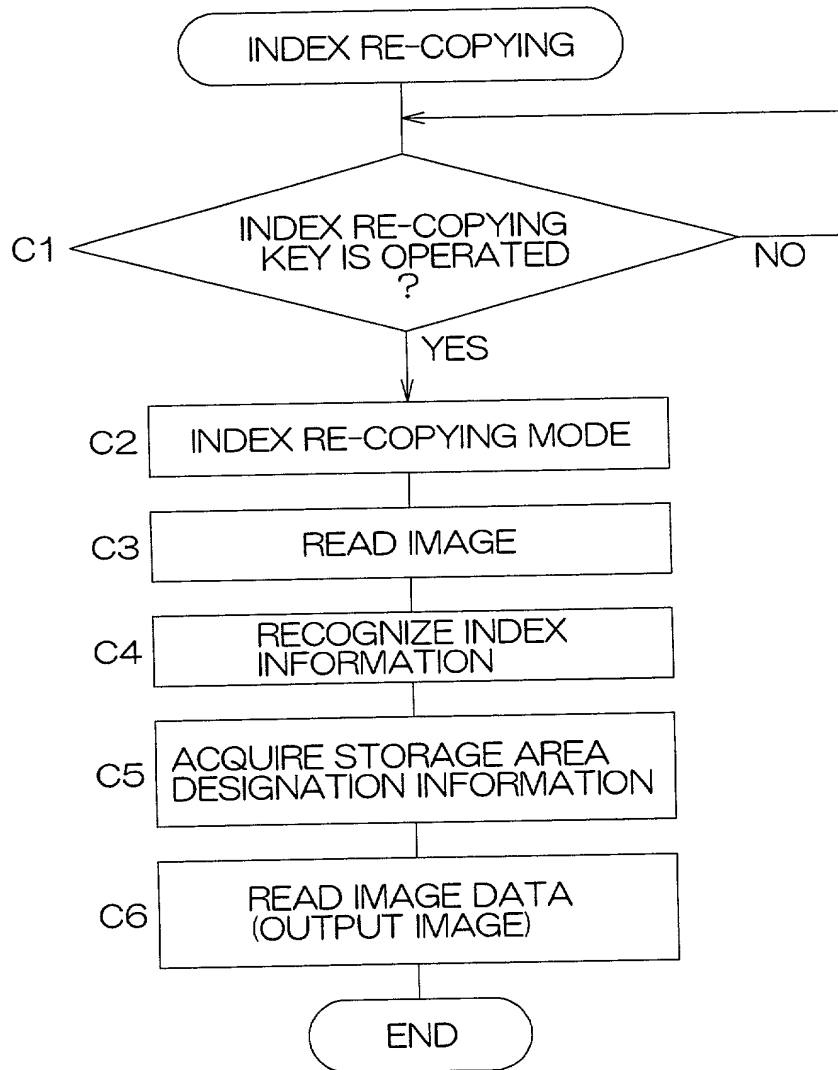 INDEX RE-COPYING
C1
INDEX RE-COPYING
KEY IS OPERATED
?
NO
YES
C2
INDEX RE-COPYING MODE
C3
READ IMAGE
C4
RECOGNIZE INDEX
INFORMATION
C5
ACQUIRE STORAGE AREA
DESIGNATION INFORMATION
C6
READ IMAGE DATA
(OUTPUT IMAGE)
END